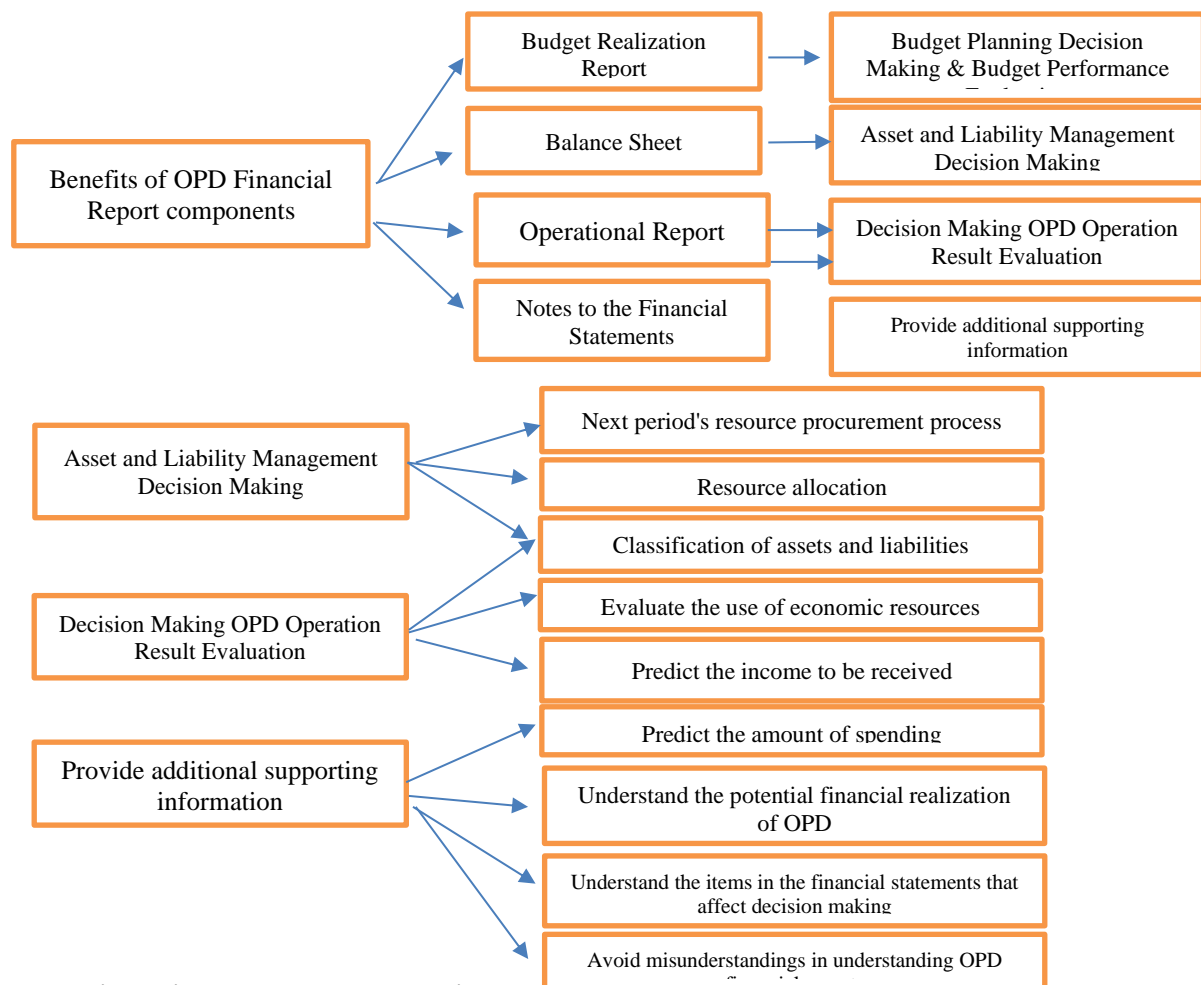 Budget Realization
Report
Budget Planning Decision
Making & Budget Performance
Balance Sheet
Asset and Liability Management
Decision Making
Benefits of OPD Financial
Report components
Operational Report
Decision Making OPD Operation
Result Evaluation
Notes to the Financial
Statements
Provide additional supporting
information
Next period's resource procurement process
Asset and Liability Management
Decision Making
Resource allocation
Classification of assets and liabilities
Evaluate the use of economic resources
Decision Making OPD Operation
Result Evaluation
Predict the income to be received
Predict the amount of spending
Provide additional supporting
information
Understand the potential financial realization
of OPD
Understand the items in the financial statements that
affect decision making
Avoid misunderstandings in understanding OPD